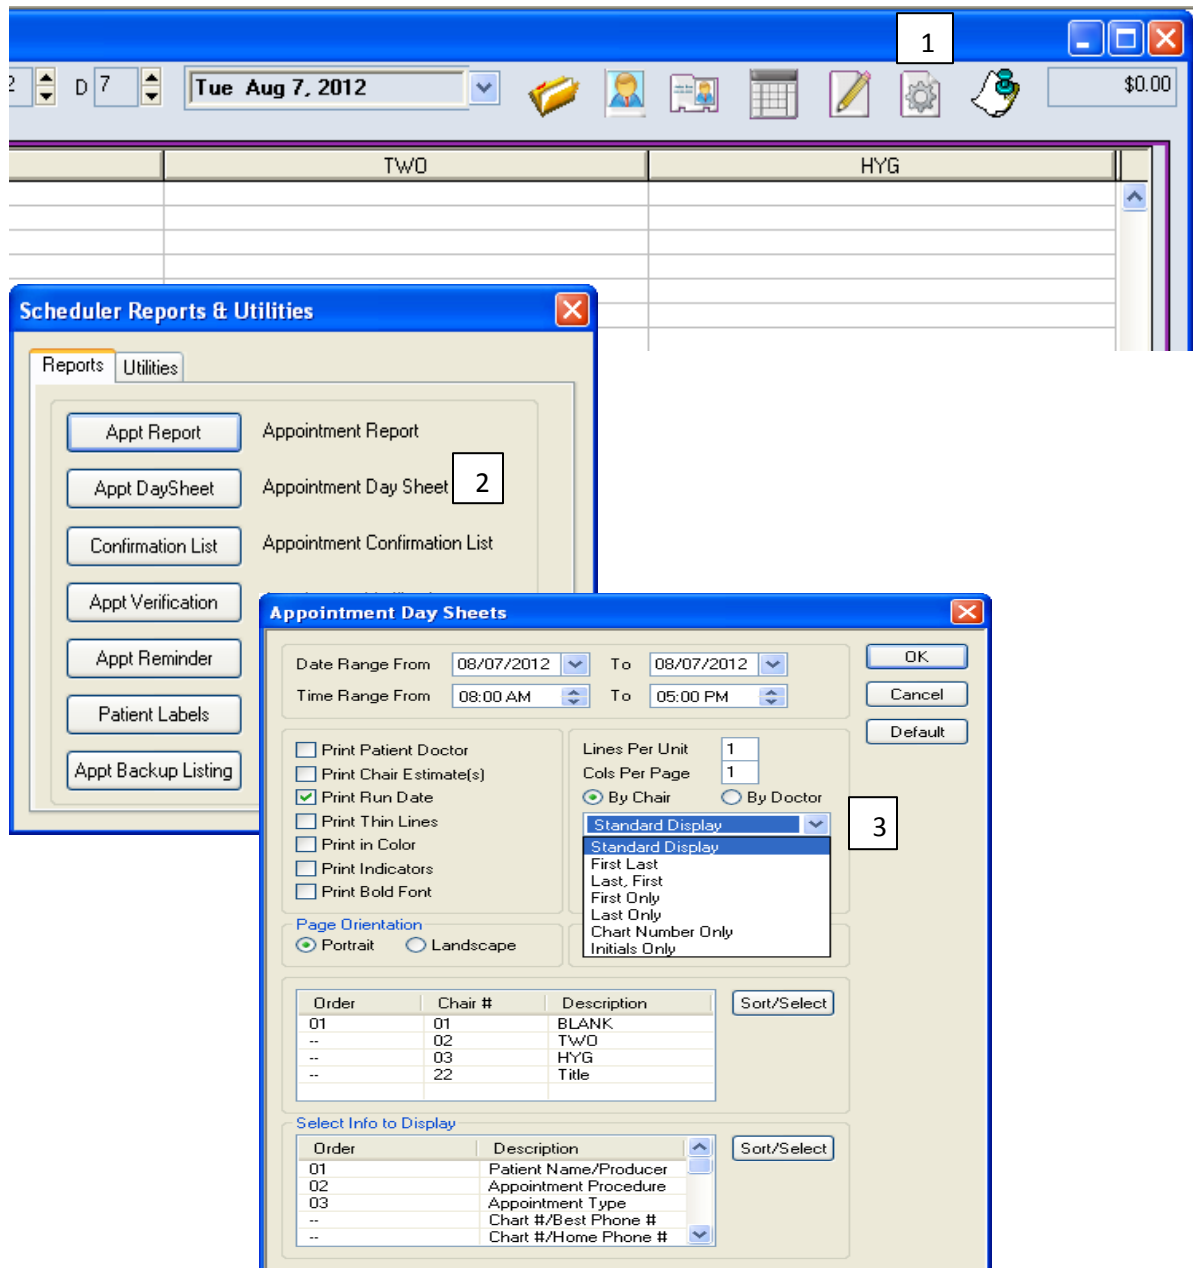 1
2 D 7 Tue Aug 7, 2012 $0.00
TWO HYG
Scheduler Reports & Utilities
Reports Utilities
Appt Report Appointment Report
Appt DaySheet Appointment Day Sheet 2
Confirmation List Appointment Confirmation List
Appt Verification
Appt Reminder
Patient Labels
Appt Backup Listing
Appointment Day Sheets
Date Range From 08/07/2012 To 08/07/2012 OK
Time Range From 08:00 AM To 05:00 PM Cancel
Default
Print Patient Doctor Lines Per Unit 1
Print Chair Estimate(s) Cols Per Page 1
Print Run Date By Chair By Doctor
Print Thin Lines Standard Display 3
Print in Color Standard Display
Print Indicators First Last
Print Bold Font Last, First
First Only
Last Only
Chart Number Only
Initials Only
Page Orientation
Portrait Landscape
Order Chair # Description Sort/Select
01 01 BLANK
-- 02 TWO
-- 03 HYG
-- 22 Title
Select Info to Display
Order Description Sort/Select
01 Patient Name/Producer
02 Appointment Procedure
03 Appointment Type
-- Chart #/Best Phone #
-- Chart #/Home Phone #